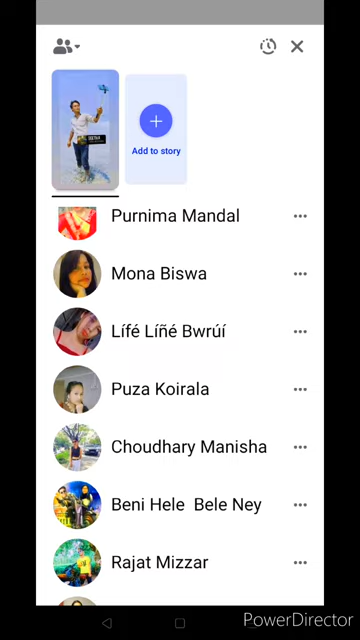 Add to story
Purnima Mandal
Mona Biswa
Lífé Líñé Bwrúí
Puza Koirala
Choudhary Manisha
Beni Hele Bele Ney
Rajat Mizzar
PowerDirector